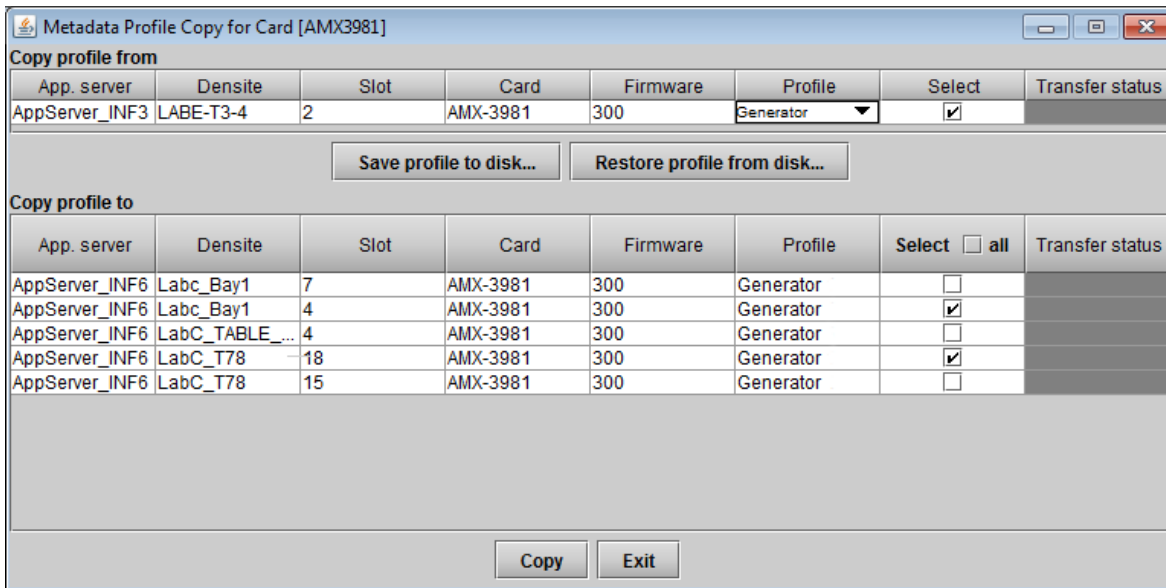 Metadata Profile Copy for Card [AMX3981]
Copy profile from
App. server Densite Slot Card Firmware Profile Select Transfer status
AppServer_INF3 LABE-T3-4 2 AMX-3981 300 Generator
Save profile to disk... Restore profile from disk...
Copy profile to
App. server Densite Slot Card Firmware Profile Select all Transfer status
AppServer_INF6 Labc_Bay1 7 AMX-3981 300 Generator
AppServer_INF6 Labc_Bay1 4 AMX-3981 300 Generator
AppServer_INF6 LabC_TABLE_... 4 AMX-3981 300 Generator
AppServer_INF6 LabC_T78 18 AMX-3981 300 Generator
AppServer_INF6 LabC_T78 15 AMX-3981 300 Generator
Copy Exit